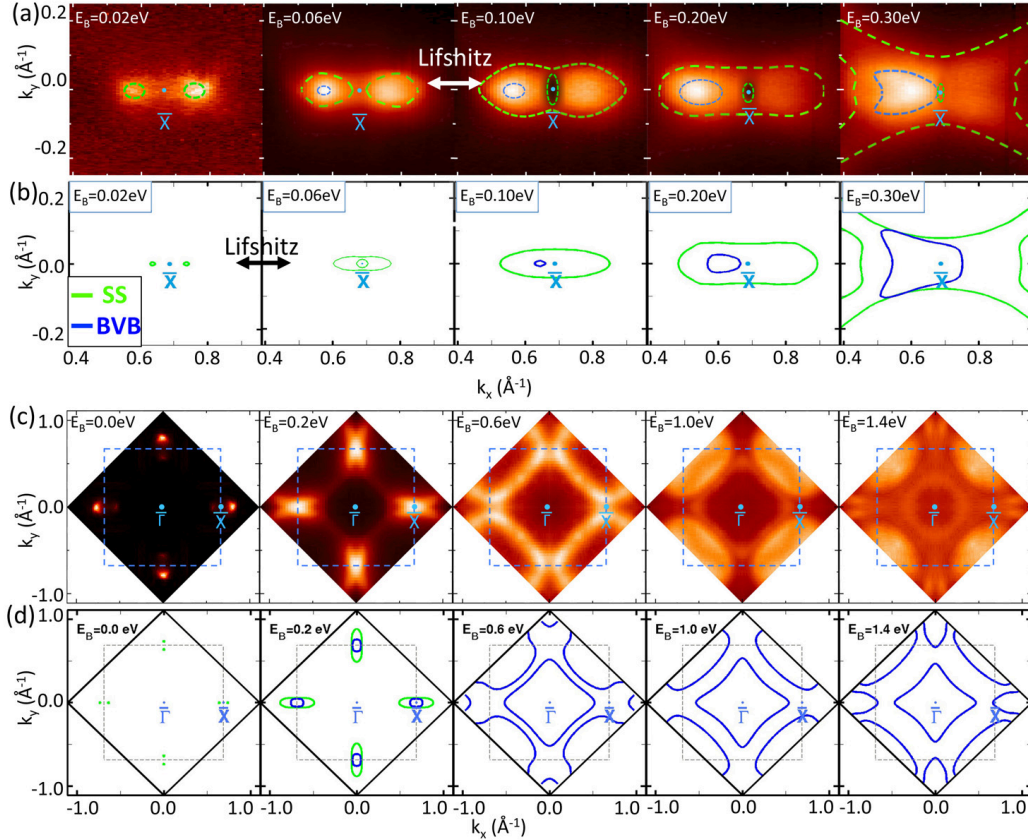 (a)
0.2
0.0
-0.2
k_y (Å⁻¹)
E_B=0.02eV
E_B=0.06eV
E_B=0.10eV
E_B=0.20eV
E_B=0.30eV
Lifshitz
X̄
X̄
X̄
X̄
X̄
(b)
0.2
0.0
-0.2
k_y (Å⁻¹)
E_B=0.02eV
E_B=0.06eV
E_B=0.10eV
E_B=0.20eV
E_B=0.30eV
Lifshitz
X̄
X̄
X̄
X̄
X̄
SS
BVB
0.4 0.6 0.8 0.4 0.6 0.8 0.4 0.6 0.8 0.4 0.6 0.8 0.4 0.6 0.8
k_x (Å⁻¹)
(c)
1.0
0.0
-1.0
k_y (Å⁻¹)
E_B=0.0eV
E_B=0.2eV
E_B=0.6eV
E_B=1.0eV
E_B=1.4eV
Γ̄ X̄
Γ̄ X̄
Γ̄ X̄
Γ̄ X̄
Γ̄ X̄
(d)
1.0
0.0
-1.0
k_y (Å⁻¹)
E_B=0.0 eV
E_B=0.2 eV
E_B=0.6 eV
E_B=1.0 eV
E_B=1.4 eV
Γ̄ X̄
Γ̄ X̄
Γ̄ X̄
Γ̄ X̄
Γ̄ X̄
-1.0 0.0 1.0 -1.0 0.0 1.0 -1.0 0.0 1.0 -1.0 0.0 1.0 -1.0 0.0 1.0
k_x (Å⁻¹)